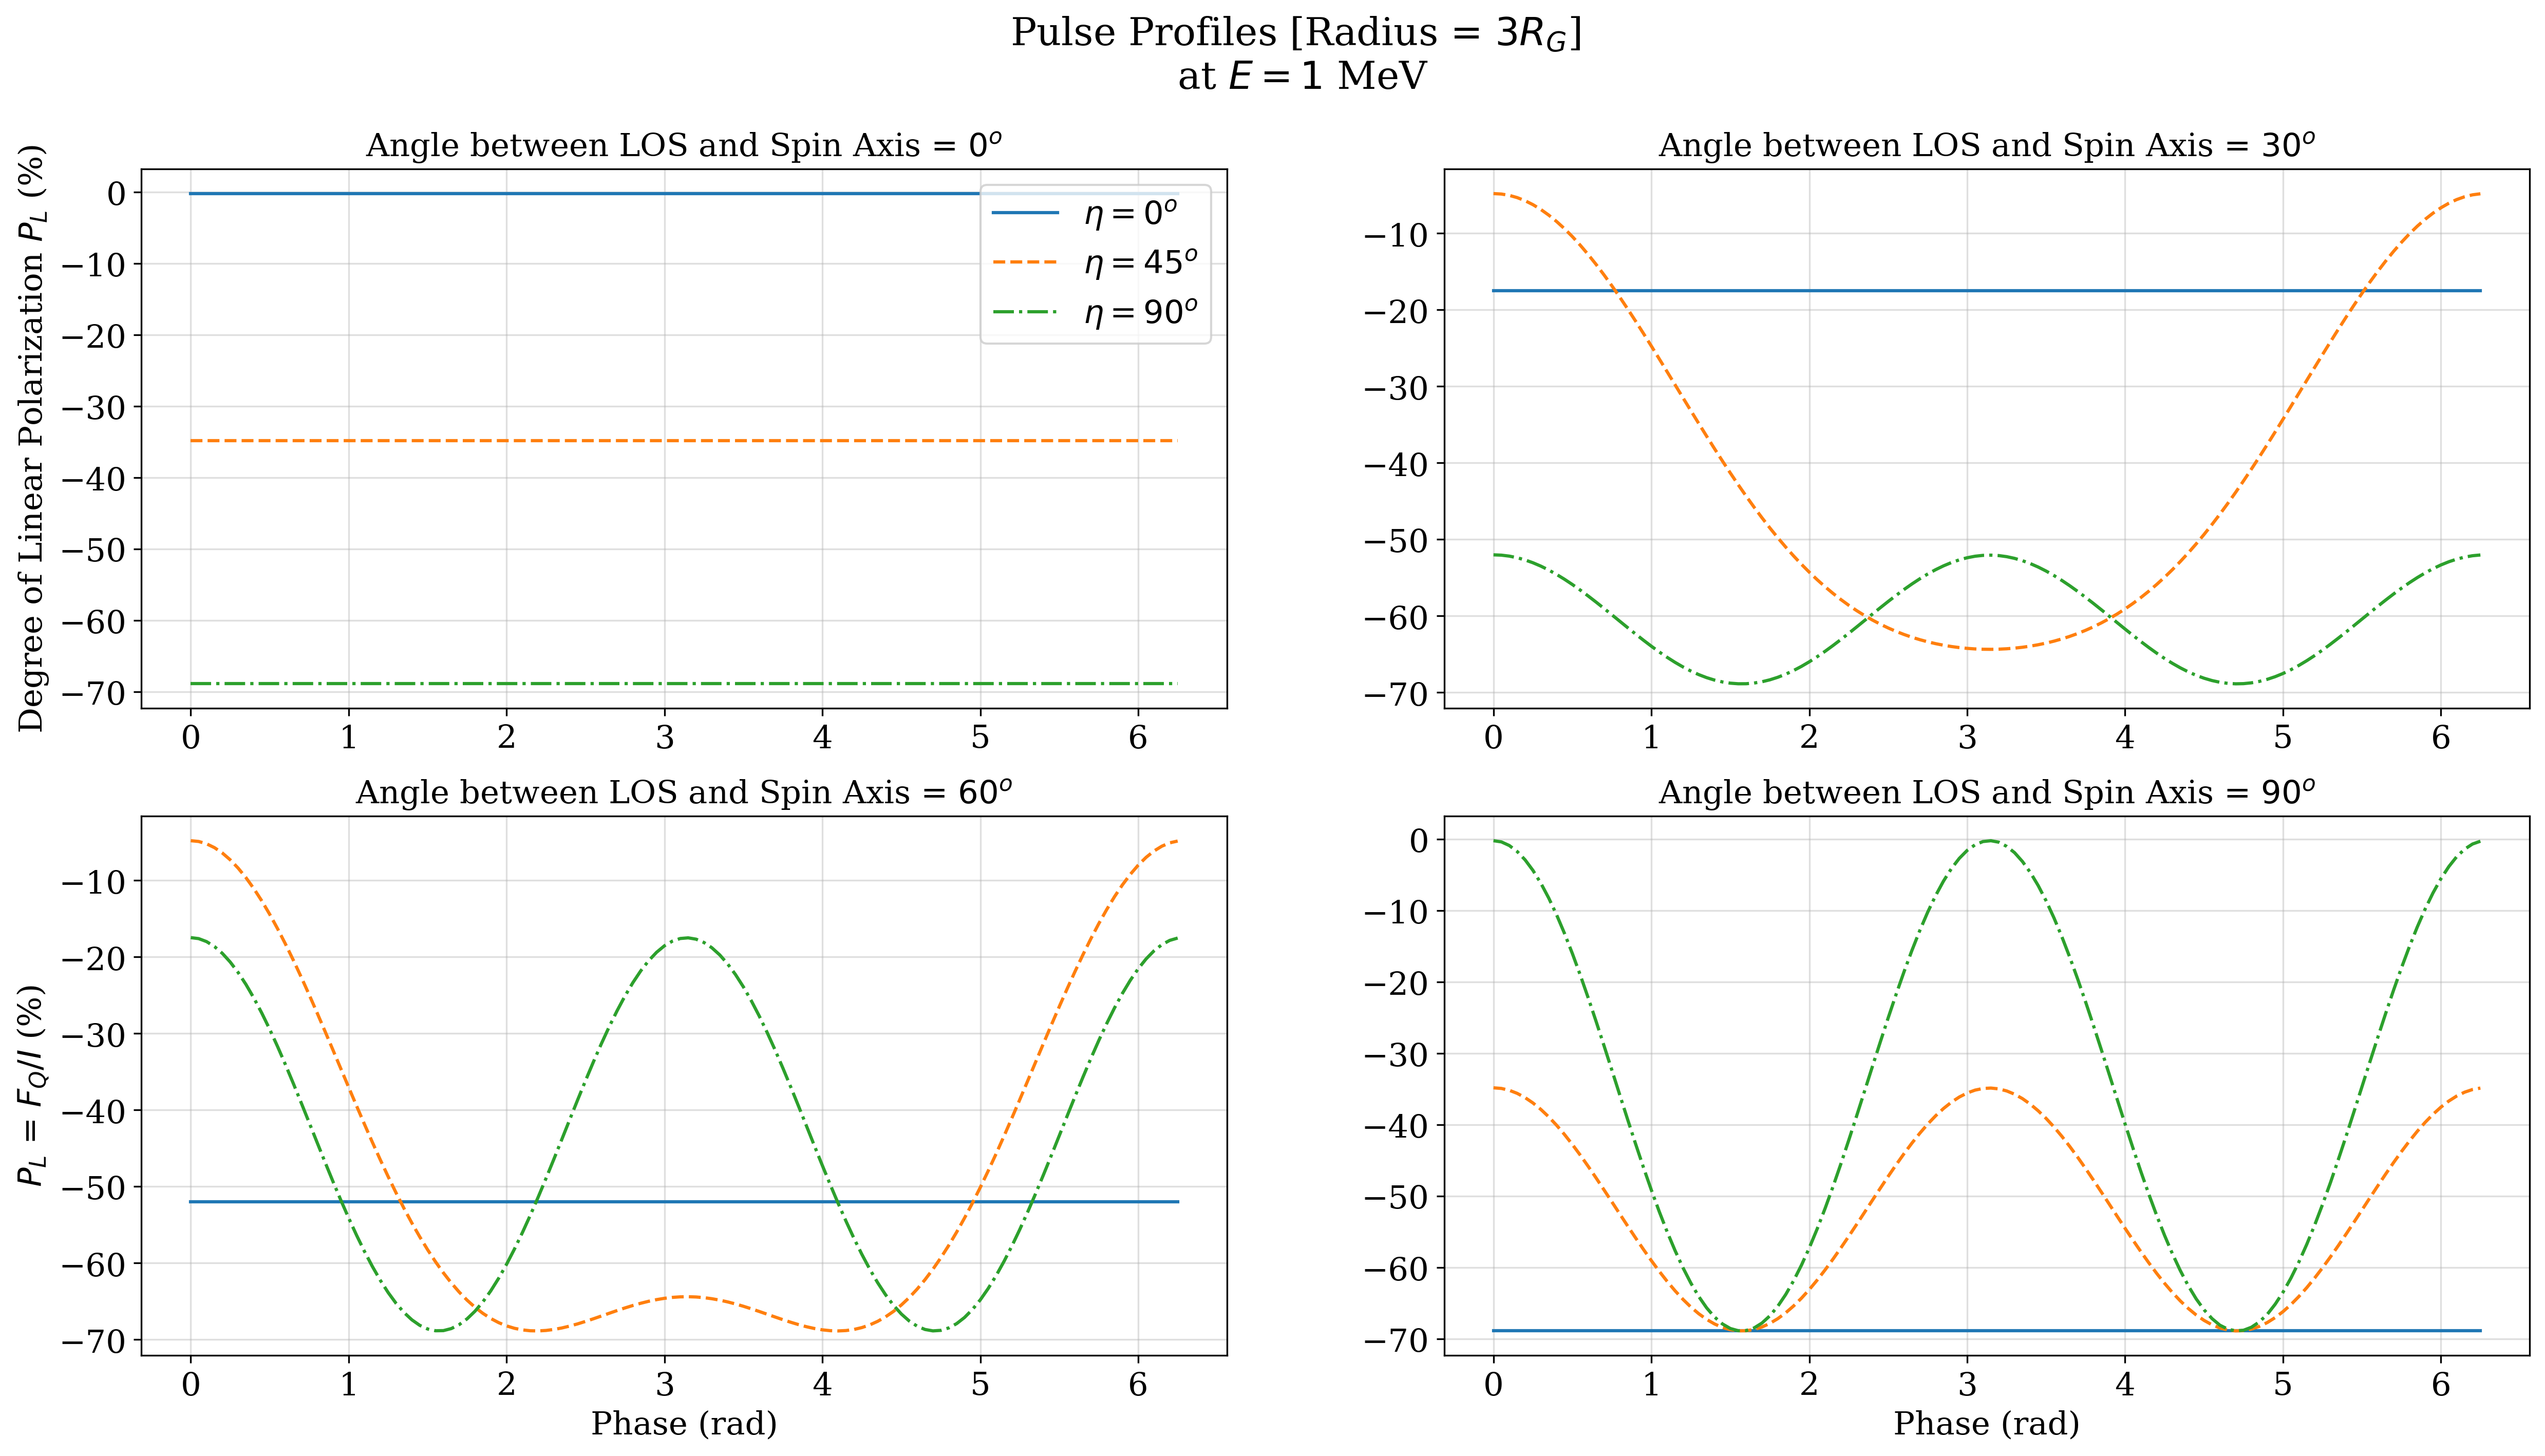 Pulse Profiles [Radius = 3R_G]
at E = 1 MeV
Angle between LOS and Spin Axis = 0°
Degree of Linear Polarization P_L (%)
0
−10
−20
−30
−40
−50
−60
−70
η = 0°
η = 45°
η = 90°
0 1 2 3 4 5 6
Angle between LOS and Spin Axis = 30°
−10
−20
−30
−40
−50
−60
−70
0 1 2 3 4 5 6
Angle between LOS and Spin Axis = 60°
P_L = F_Q/I (%)
−10
−20
−30
−40
−50
−60
−70
0 1 2 3 4 5 6
Phase (rad)
Angle between LOS and Spin Axis = 90°
0
−10
−20
−30
−40
−50
−60
−70
0 1 2 3 4 5 6
Phase (rad)